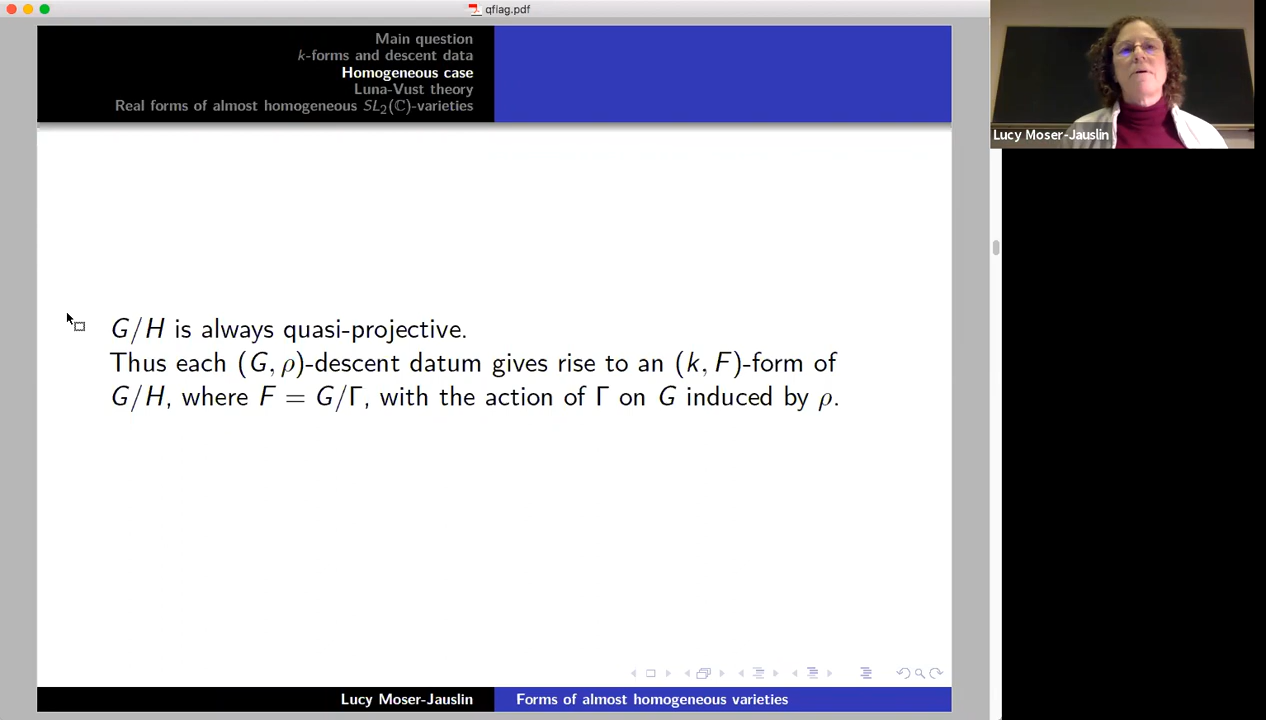 qflag.pdf
Main question
k-forms and descent data
Homogeneous case
Luna-Vust theory
Real forms of almost homogeneous SL₂(ℂ)-varieties
Lucy Moser-Jauslin
G/H is always quasi-projective.
Thus each (G, ρ)-descent datum gives rise to an (k, F)-form of
G/H, where F = G/Γ, with the action of Γ on G induced by ρ.
Lucy Moser-Jauslin
Forms of almost homogeneous varieties